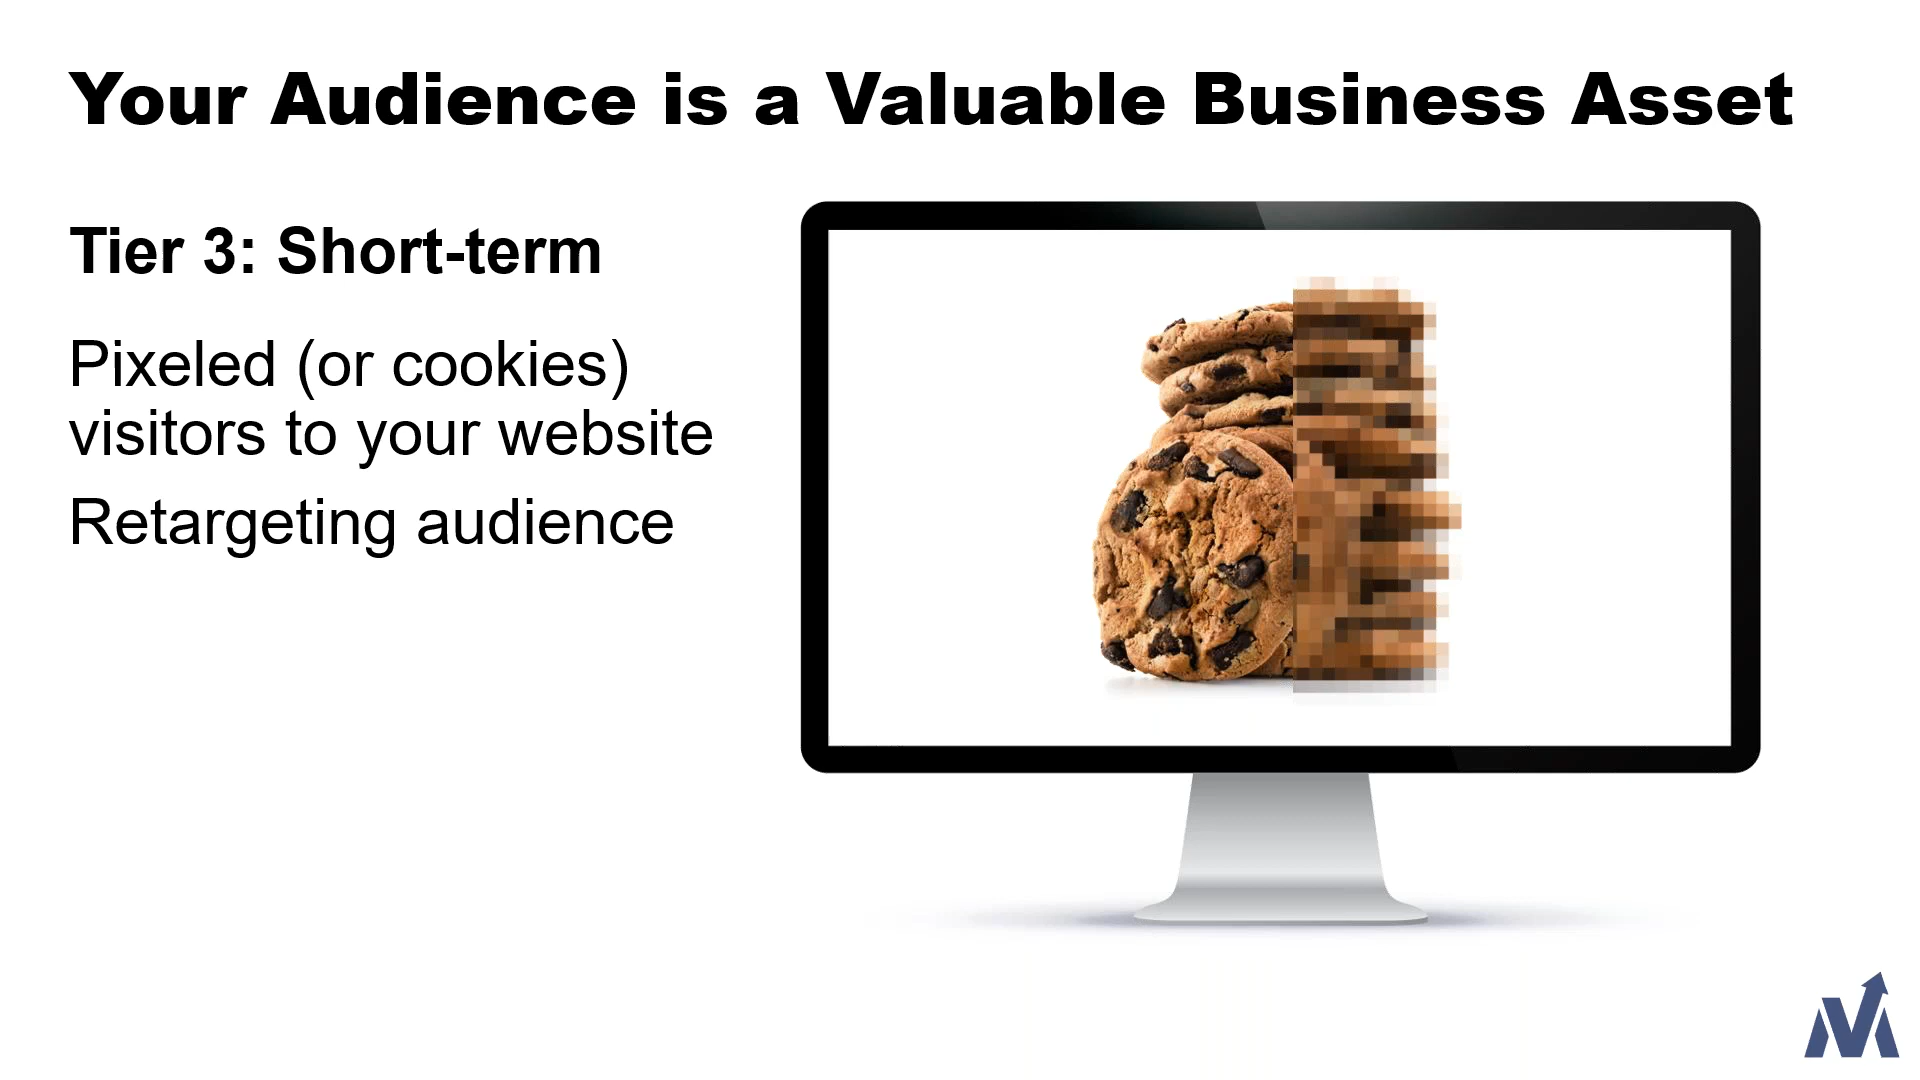 Your Audience is a Valuable Business Asset
Tier 3: Short-term
Pixeled (or cookies)
visitors to your website
Retargeting audience